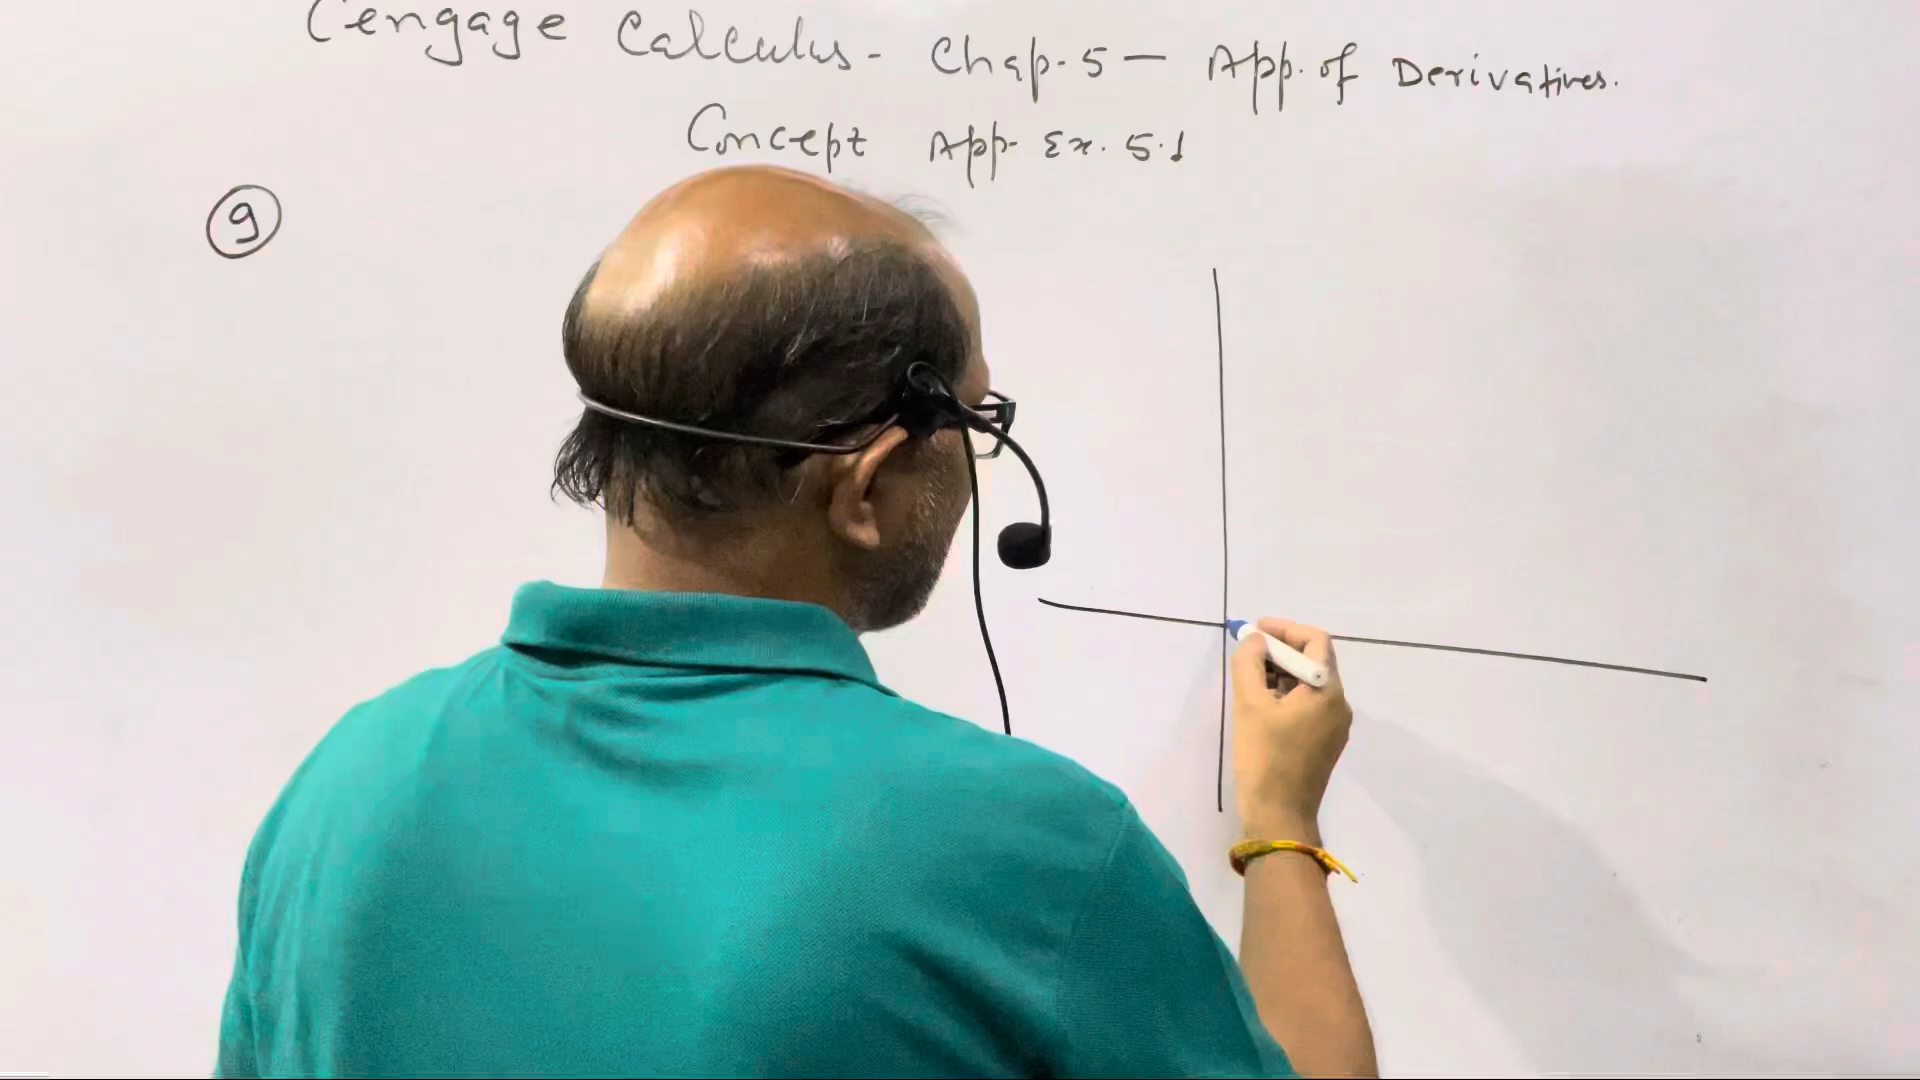 Cengage Calculus - Chap. 5 - App. of Derivatives.
Concept App. Ex. 5.1
9